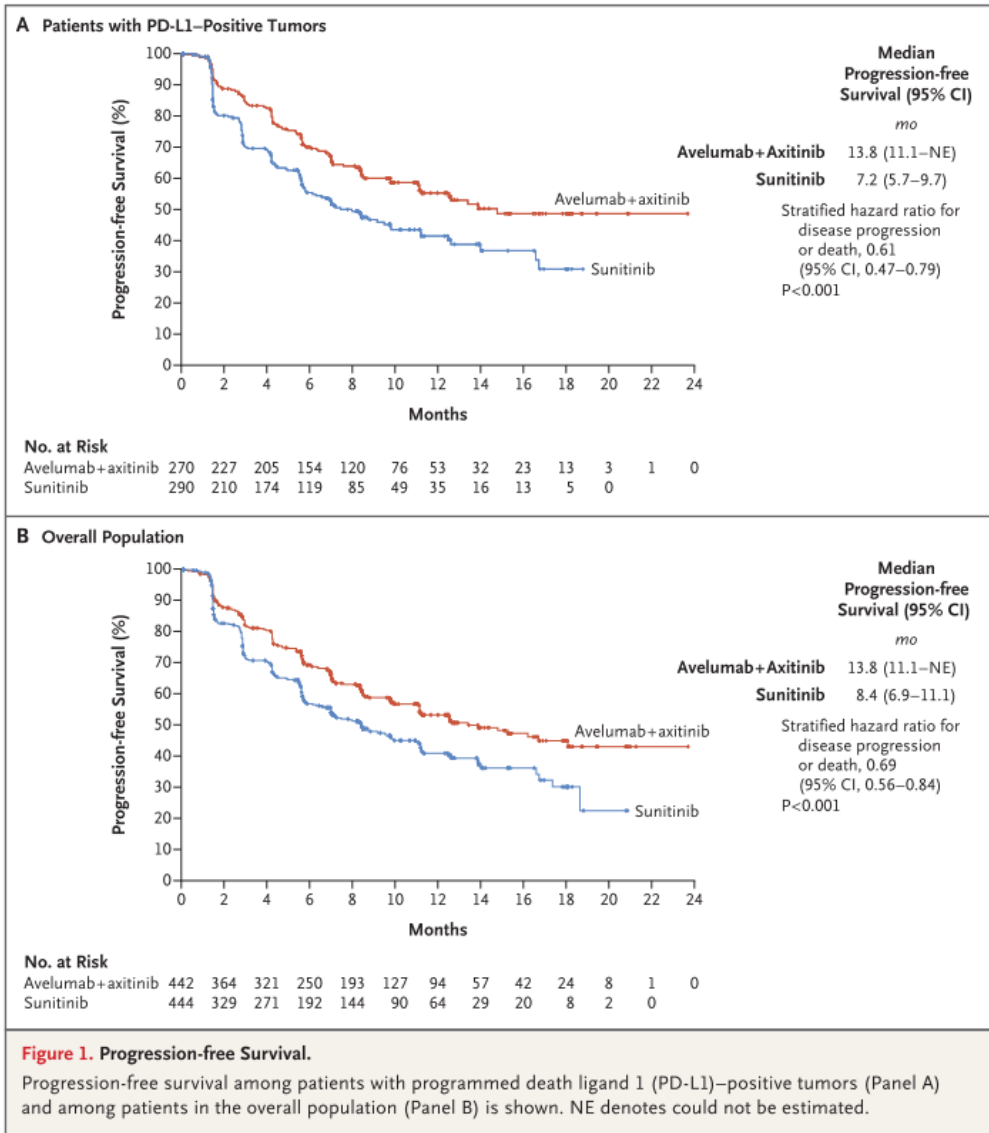 A Patients with PD-L1–Positive Tumors
100
90
80
70
60
50
40
30
20
10
0
Progression-free Survival (%)
0 2 4 6 8 10 12 14 16 18 20 22 24
Months
Avelumab+axitinib
Sunitinib
Median
Progression-free
Survival (95% CI)
mo
Avelumab+Axitinib 13.8 (11.1–NE)
Sunitinib 7.2 (5.7–9.7)
Stratified hazard ratio for
disease progression
or death, 0.61
(95% CI, 0.47–0.79)
P<0.001
No. at Risk
Avelumab+axitinib 270 227 205 154 120 76 53 32 23 13 3 1 0
Sunitinib 290 210 174 119 85 49 35 16 13 5 0
B Overall Population
100
90
80
70
60
50
40
30
20
10
0
Progression-free Survival (%)
0 2 4 6 8 10 12 14 16 18 20 22 24
Months
Avelumab+axitinib
Sunitinib
Median
Progression-free
Survival (95% CI)
mo
Avelumab+Axitinib 13.8 (11.1–NE)
Sunitinib 8.4 (6.9–11.1)
Stratified hazard ratio for
disease progression
or death, 0.69
(95% CI, 0.56–0.84)
P<0.001
No. at Risk
Avelumab+axitinib 442 364 321 250 193 127 94 57 42 24 8 1 0
Sunitinib 444 329 271 192 144 90 64 29 20 8 2 0
Figure 1. Progression-free Survival.
Progression-free survival among patients with programmed death ligand 1 (PD-L1)–positive tumors (Panel A)
and among patients in the overall population (Panel B) is shown. NE denotes could not be estimated.